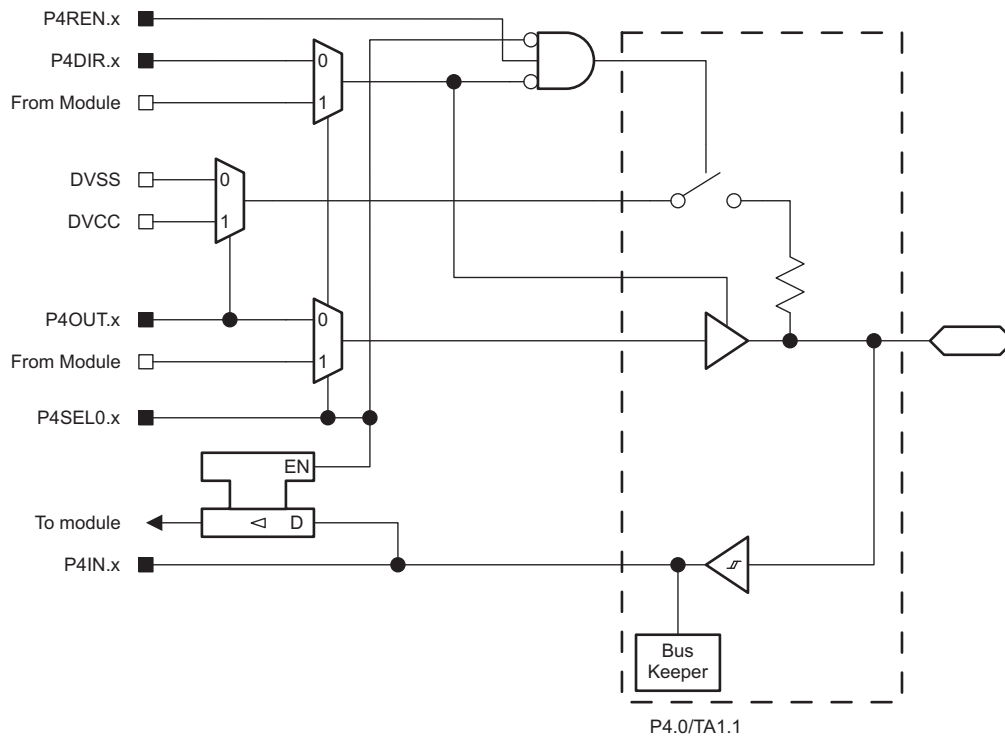 P4REN.x
P4DIR.x
0
From Module
1
DVSS
0
DVCC
1
P4OUT.x
0
From Module
1
P4SEL0.x
EN
To module
D
P4IN.x
Bus
Keeper
P4.0/TA1.1